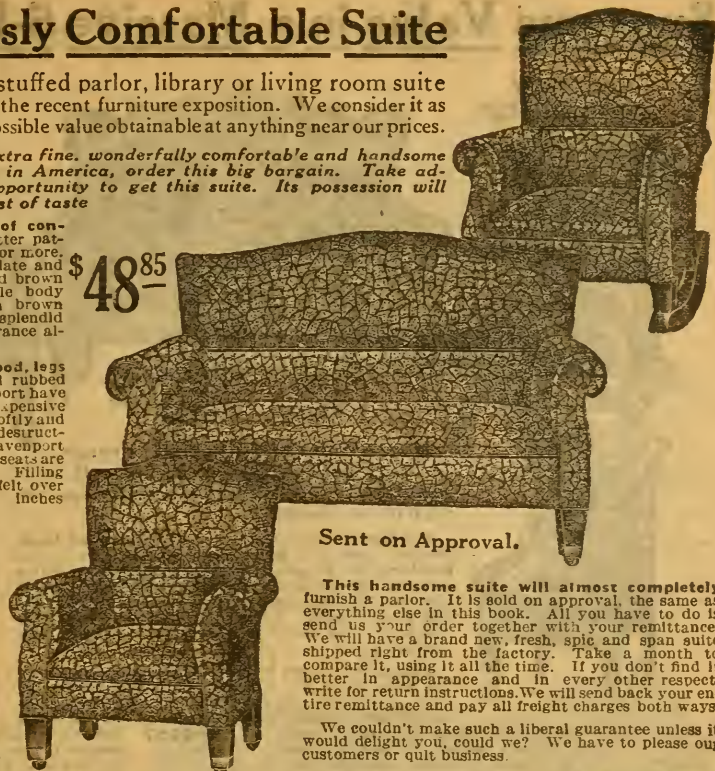 sly Comfortable Suite
stuffed parlor, library or living room suite
the recent furniture exposition. We consider it as
ossible value obtainable at anything near our prices.
xtra fine. wonderfully comfortab'e and handsome
in America, order this big bargain. Take ad-
pportunity to get this suite. Its possession will
st of taste
of con-
tter pat-
or more.
late and
d brown
le body
brown
splendid
rance al-
$48 85
ood, legs
l rubbed
port have
xpensive
oftly and
destruct-
avenport
seats are
Filling
felt over
inches
Sent on Approval.
This handsome suite will almost completely
furnish a parlor. It is sold on approval, the same as
everything else in this book. All you have to do is
send us your order together with your remittance.
We will have a brand new, fresh, spic and span suite
shipped right from the factory. Take a month to
compare it, using it all the time. If you don't find i
better in appearance and in every other respect
write for return instructions. We will send back your en
tire remittance and pay all freight charges both ways
We couldn't make such a liberal guarantee unless i
would delight you, could we? We have to please ou
customers or quit business.